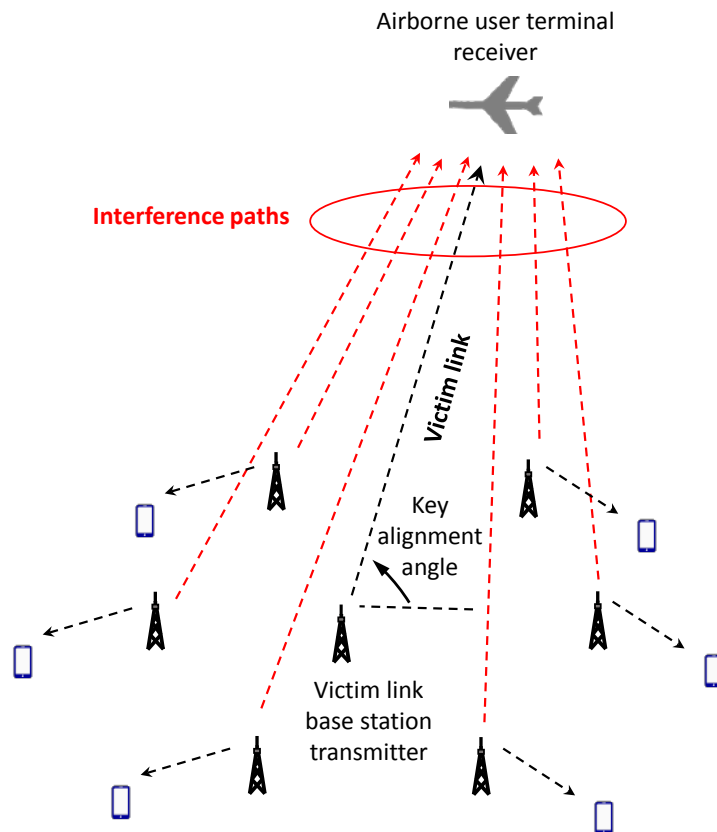 Airborne user terminal
receiver
Interference paths
Victim link
Key
alignment
angle
Victim link
base station
transmitter